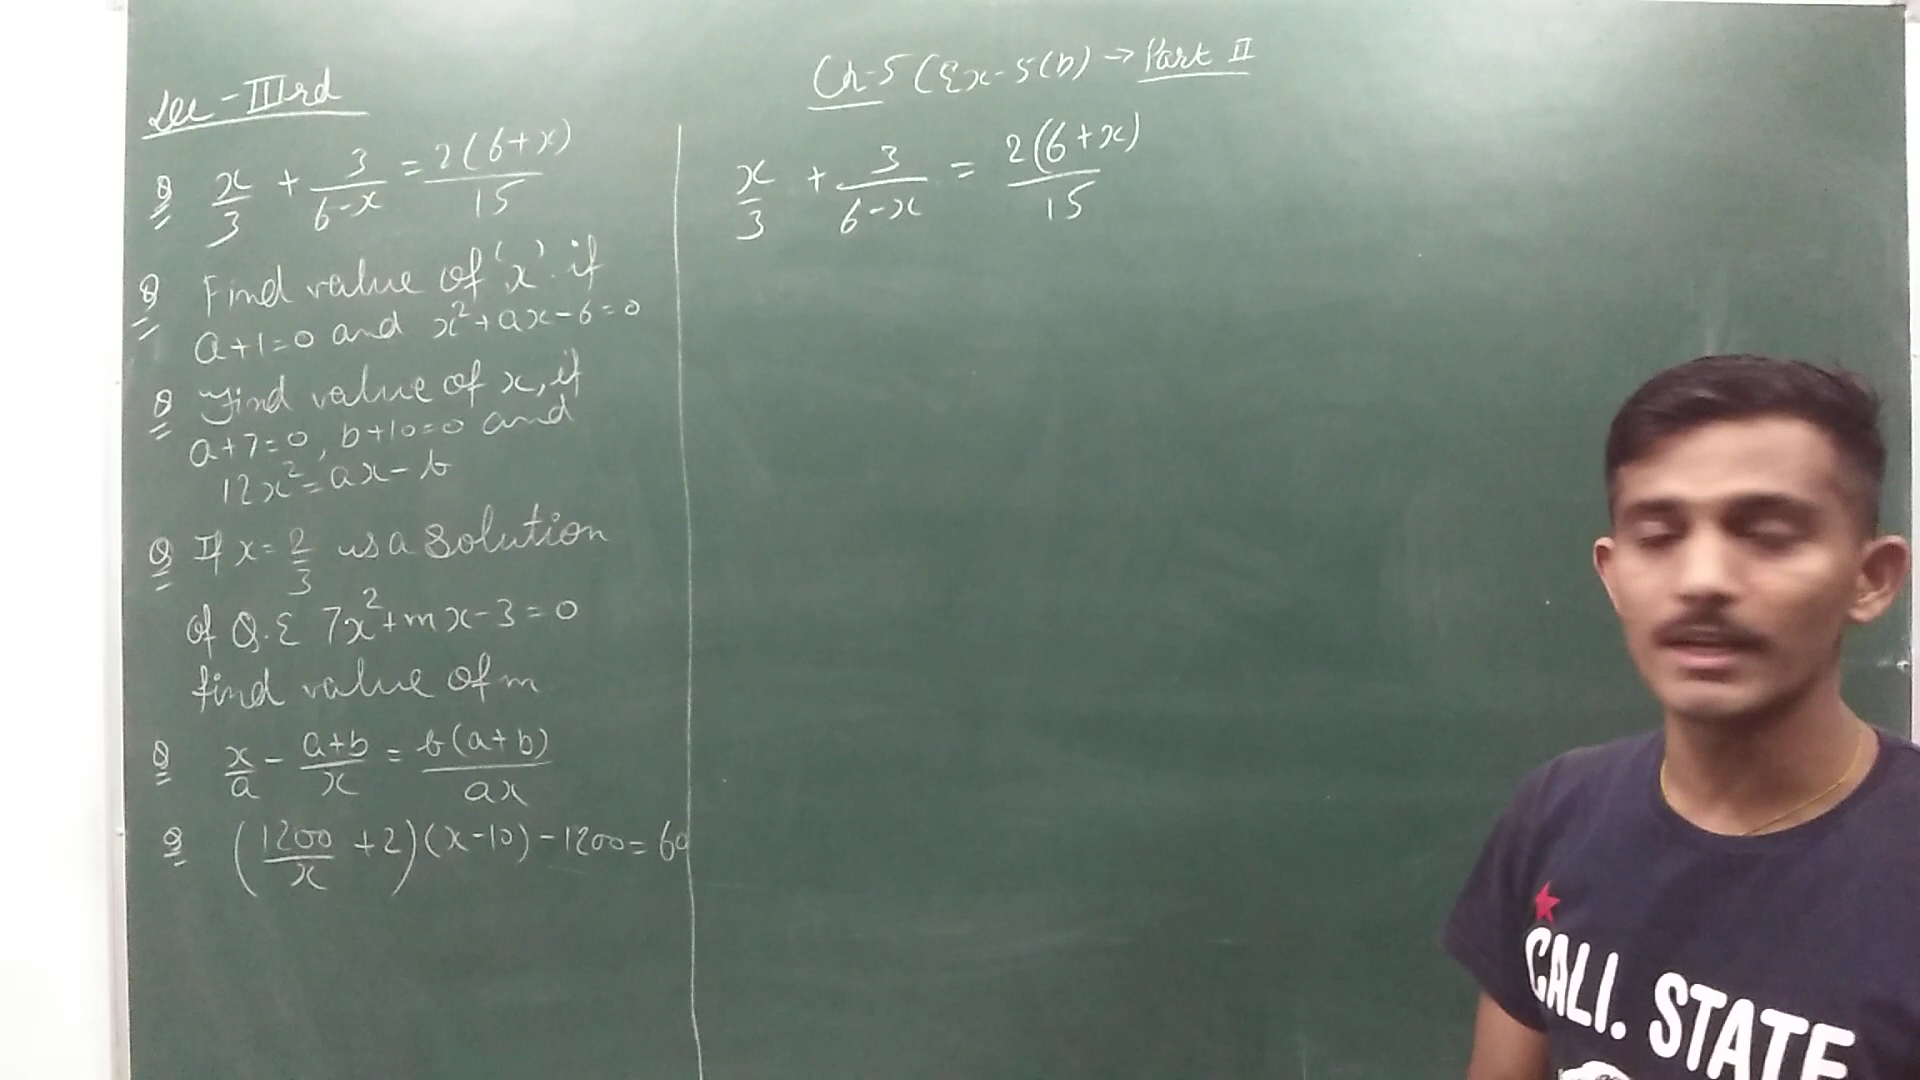 Lec - IIIrd
Q x/3 + 3/(6-x) = 2(6+x)/15
Q Find value of 'x' if
a+1=0 and x²+ax-6=0
Q Find value of x, if
a+7=0, b+10=0 and
12x²=ax-b
Q If x=2/3 is a solution
of Q.E 7x²+mx-3=0
find value of m
Q x/a - (a+b)/x = b(a+b)/ax
Q (1200/x +2)(x-10)-1200=60
Ch-5 (Ex-5(b) → Part II
x/3 + 3/(6-x) = 2(6+x)/15
CALI. STATE